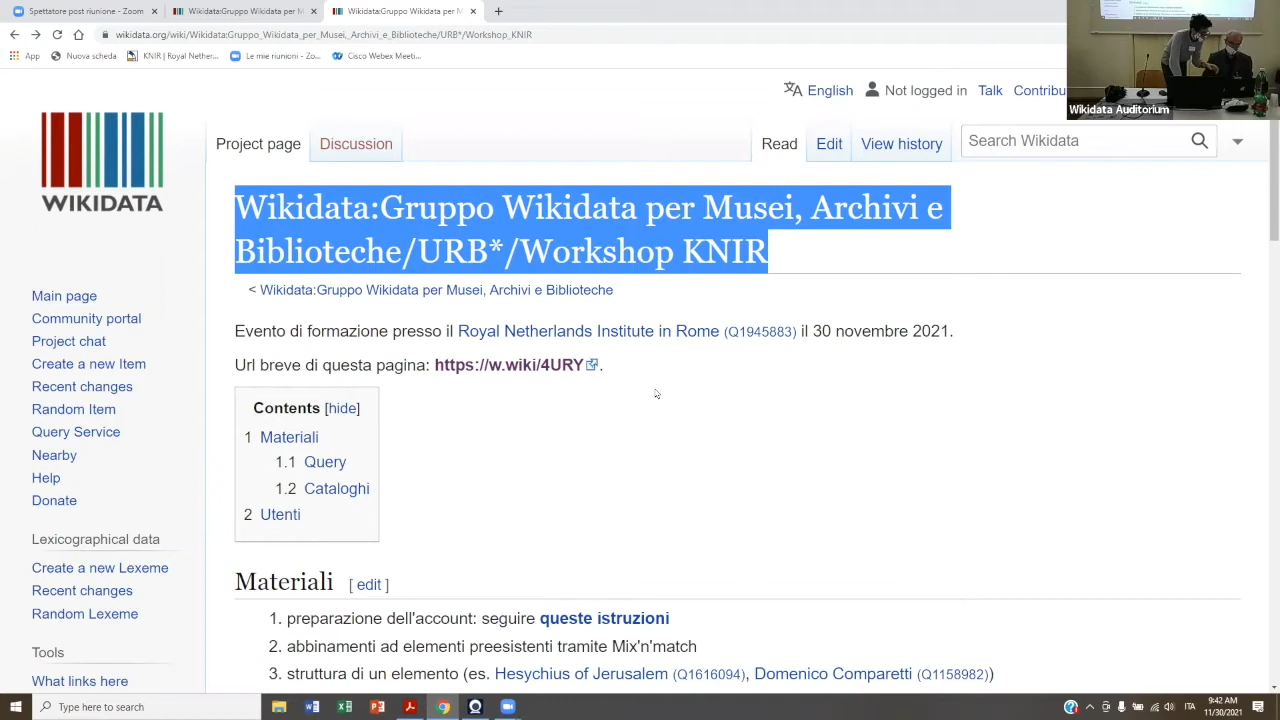 Spettatore post riunione - Zoom
Wikidata:Gruppo Wikidata per M
Wikidata:Gruppo Wikidata per M
App
Nuova scheda
KNIR | Royal Nether...
Le mie riunioni - Zo...
Cisco Webex Meeti...
Wikidata Auditorium
English
Not logged in
Talk
Contribu
Project page
Discussion
Read
Edit
View history
Search Wikidata
WIKIDATA
Wikidata:Gruppo Wikidata per Musei, Archivi e
Biblioteche/URB*/Workshop KNIR
< Wikidata:Gruppo Wikidata per Musei, Archivi e Biblioteche
Evento di formazione presso il Royal Netherlands Institute in Rome (Q1945883) il 30 novembre 2021.
Url breve di questa pagina: https://w.wiki/4URY.
Contents [hide]
1 Materiali
1.1 Query
1.2 Cataloghi
2 Utenti
Materiali [ edit ]
1. preparazione dell'account: seguire queste istruzioni
2. abbinamenti ad elementi preesistenti tramite Mix'n'match
3. struttura di un elemento (es. Hesychius of Jerusalem (Q1616094), Domenico Comparetti (Q1158982))
Main page
Community portal
Project chat
Create a new Item
Recent changes
Random Item
Query Service
Nearby
Help
Donate
Lexicographical data
Create a new Lexeme
Recent changes
Random Lexeme
Tools
What links here
Type here to search
ITA
9:42 AM
11/30/2021